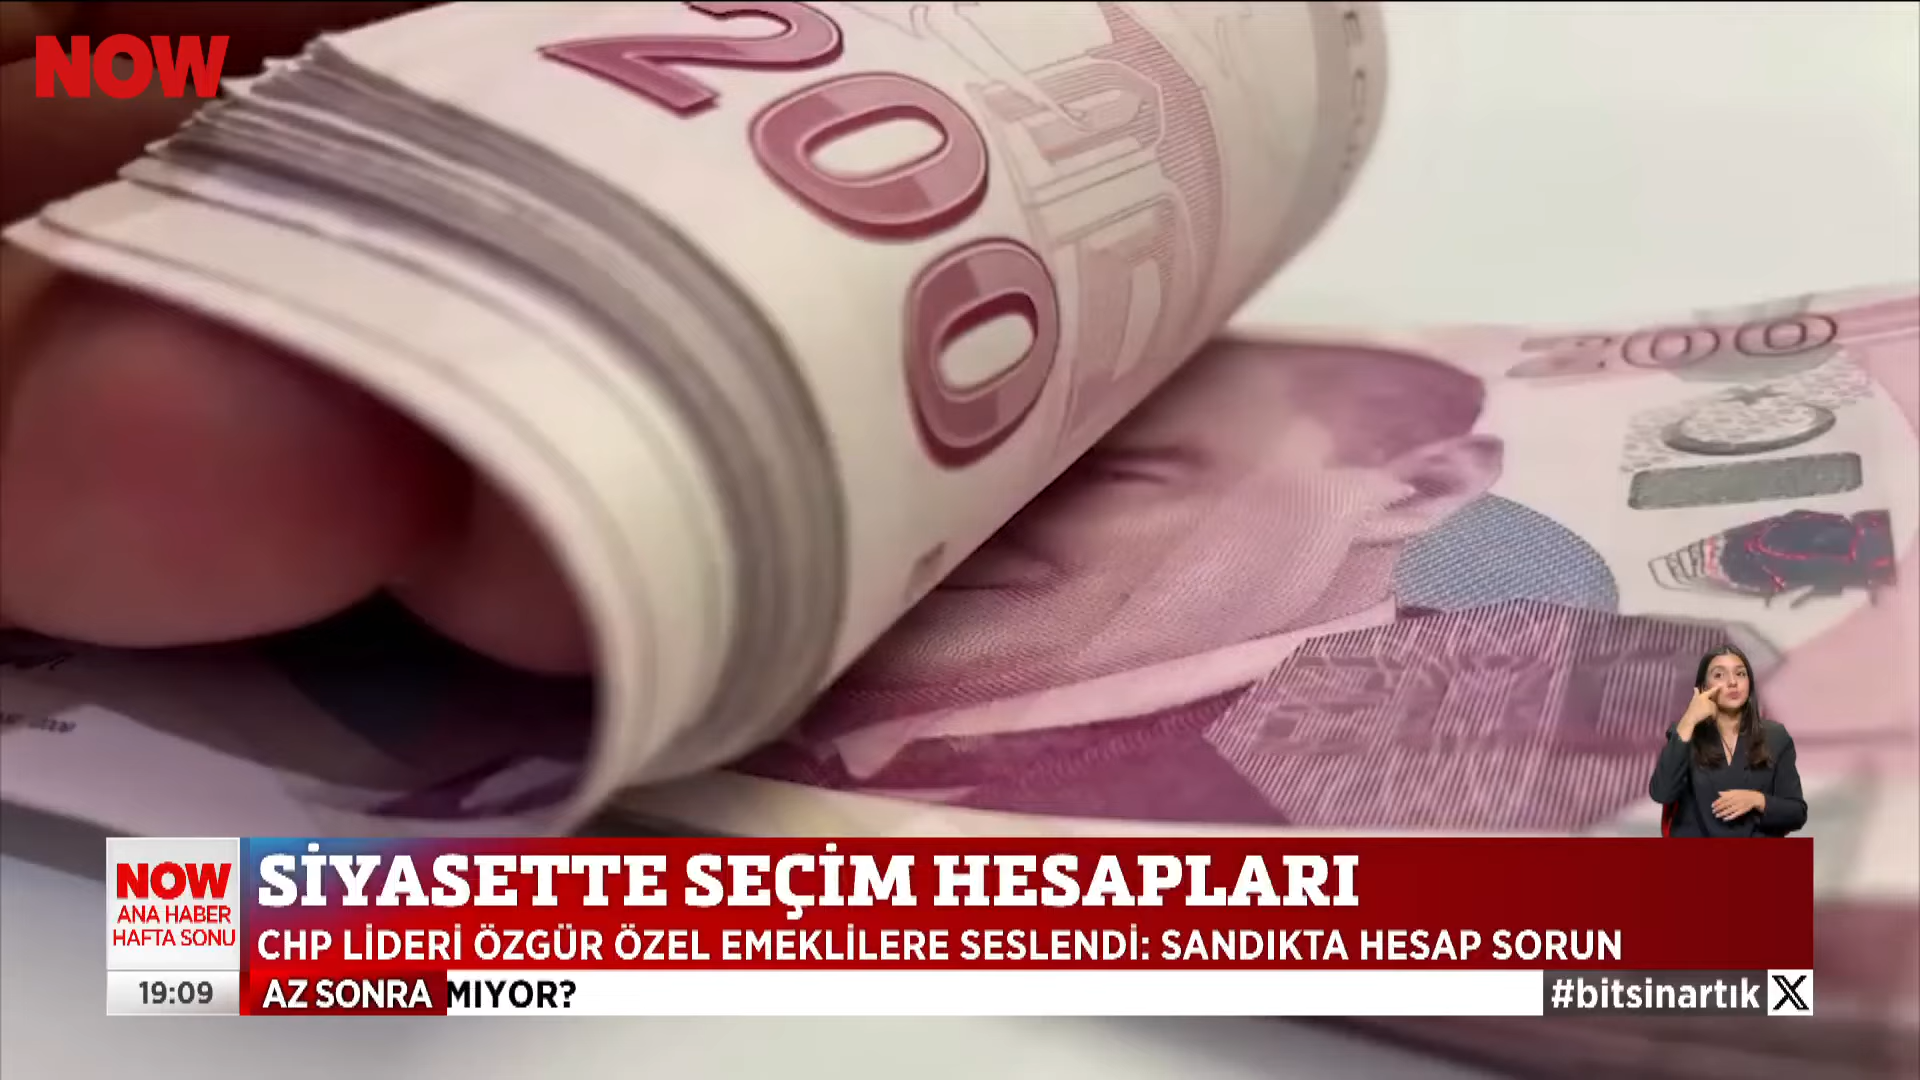 NOW
200
200
SİYASETTE SEÇİM HESAPLARI
NOW
ANA HABER
HAFTA SONU
CHP LİDERİ ÖZGÜR ÖZEL EMEKLİLERE SESLENDİ: SANDIKTA HESAP SORUN
19:09
AZ SONRA
MIYOR?
#bitsinartık X